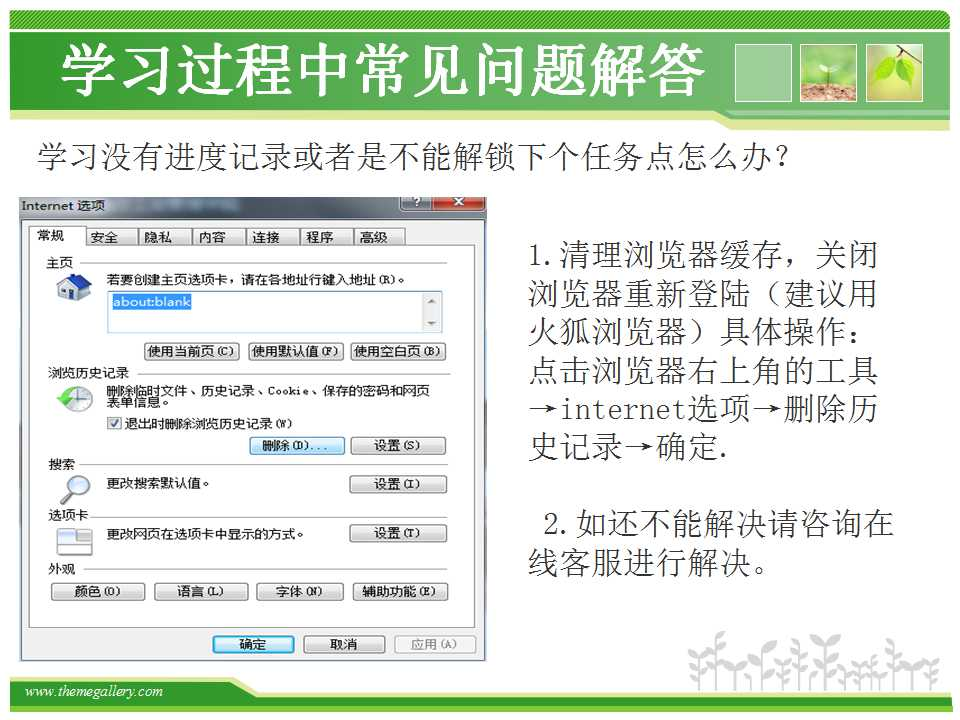 学习过程中常见问题解答
学习没有进度记录或者是不能解锁下个任务点怎么办？
Internet 选项
常规 安全 隐私 内容 连接 程序 高级
主页
若要创建主页选项卡，请在各地址行键入地址(R)。
about:blank
使用当前页(C) 使用默认值(F) 使用空白页(B)
浏览历史记录
删除临时文件、历史记录、Cookie、保存的密码和网页
表单信息。
退出时删除浏览历史记录(W)
删除(D)... 设置(S)
搜索
更改搜索默认值。 设置(I)
选项卡
更改网页在选项卡中显示的方式。 设置(T)
外观
颜色(O) 语言(L) 字体(N) 辅助功能(E)
确定 取消 应用(A)
1.清理浏览器缓存，关闭
浏览器重新登陆（建议用
火狐浏览器）具体操作：
点击浏览器右上角的工具
→internet选项→删除历
史记录→确定.
2.如还不能解决请咨询在
线客服进行解决。
www.themegallery.com